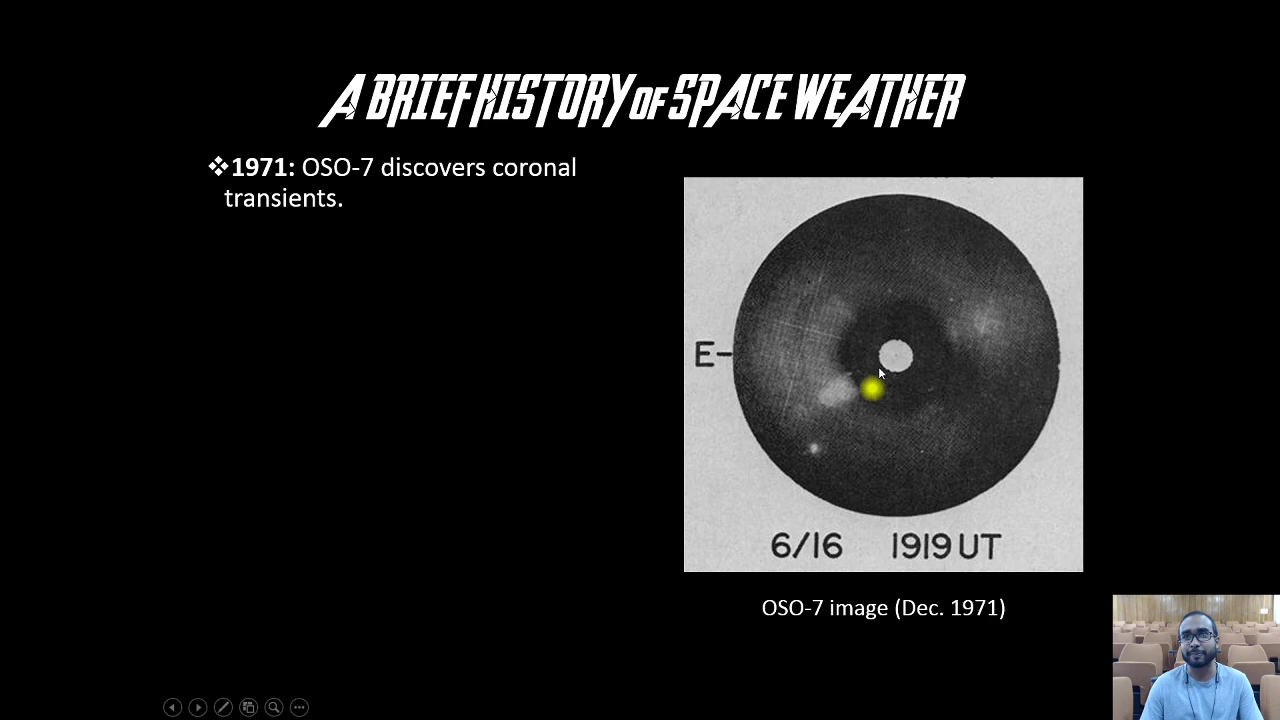 A BRIEF HISTORY OF SPACE WEATHER
❖1971: OSO-7 discovers coronal
transients.
E-
6/16 1919 UT
OSO-7 image (Dec. 1971)